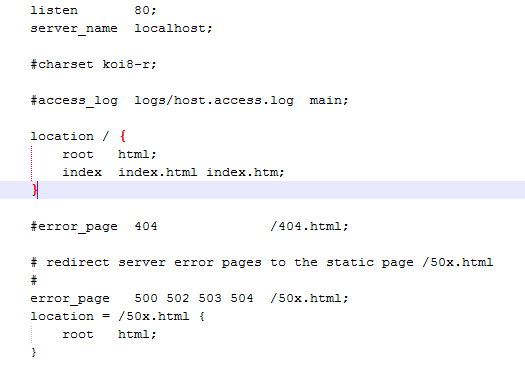 listen       80;
server_name  localhost;
#charset koi8-r;
#access_log  logs/host.access.log  main;
location / {
    root   html;
    index  index.html index.htm;
}
#error_page  404              /404.html;
# redirect server error pages to the static page /50x.html
#
error_page   500 502 503 504  /50x.html;
location = /50x.html {
    root   html;
}